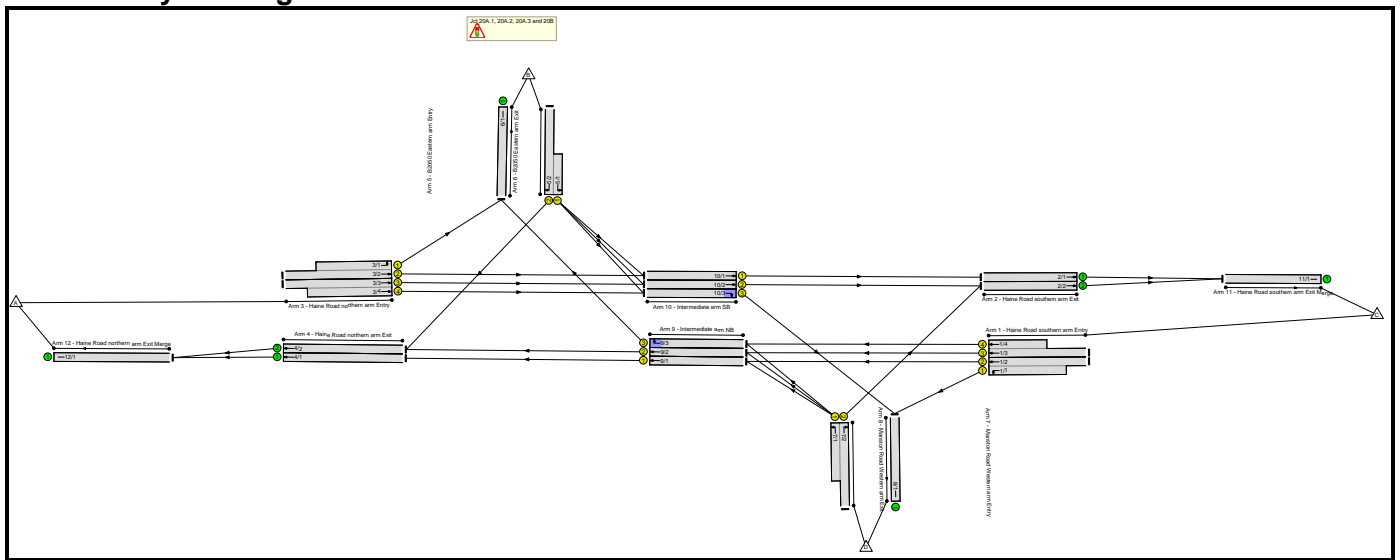 Jct 20A.1, 20A.2, 20A.3 and 20B
B
Arm 5 - B2050 Eastern arm Entry
6/1
Arm 6 - B2050 Eastern arm Exit
5/2
5/1
3/1
3/2
3/3
3/4
Arm 3 - Haine Road northern arm Entry
10/1
10/2
10/3
Arm 10 - Intermediate arm SB
2/1
2/2
Arm 2 - Haine Road southern arm Exit
11/1
Arm 11 - Haine Road southern arm Exit Merge
A
C
Arm 12 - Haine Road northern arm Exit Merge
12/1
Arm 4 - Haine Road northern arm Exit
4/2
4/1
Arm 9 - Intermediate arm NB
9/3
9/2
9/1
Arm 1 - Haine Road southern arm Entry
1/4
1/3
1/2
1/1
7/1
7/2
Arm 8 - Manston Road Western arm Exit
8/1
Arm 7 - Manston Road Western arm Entry
D